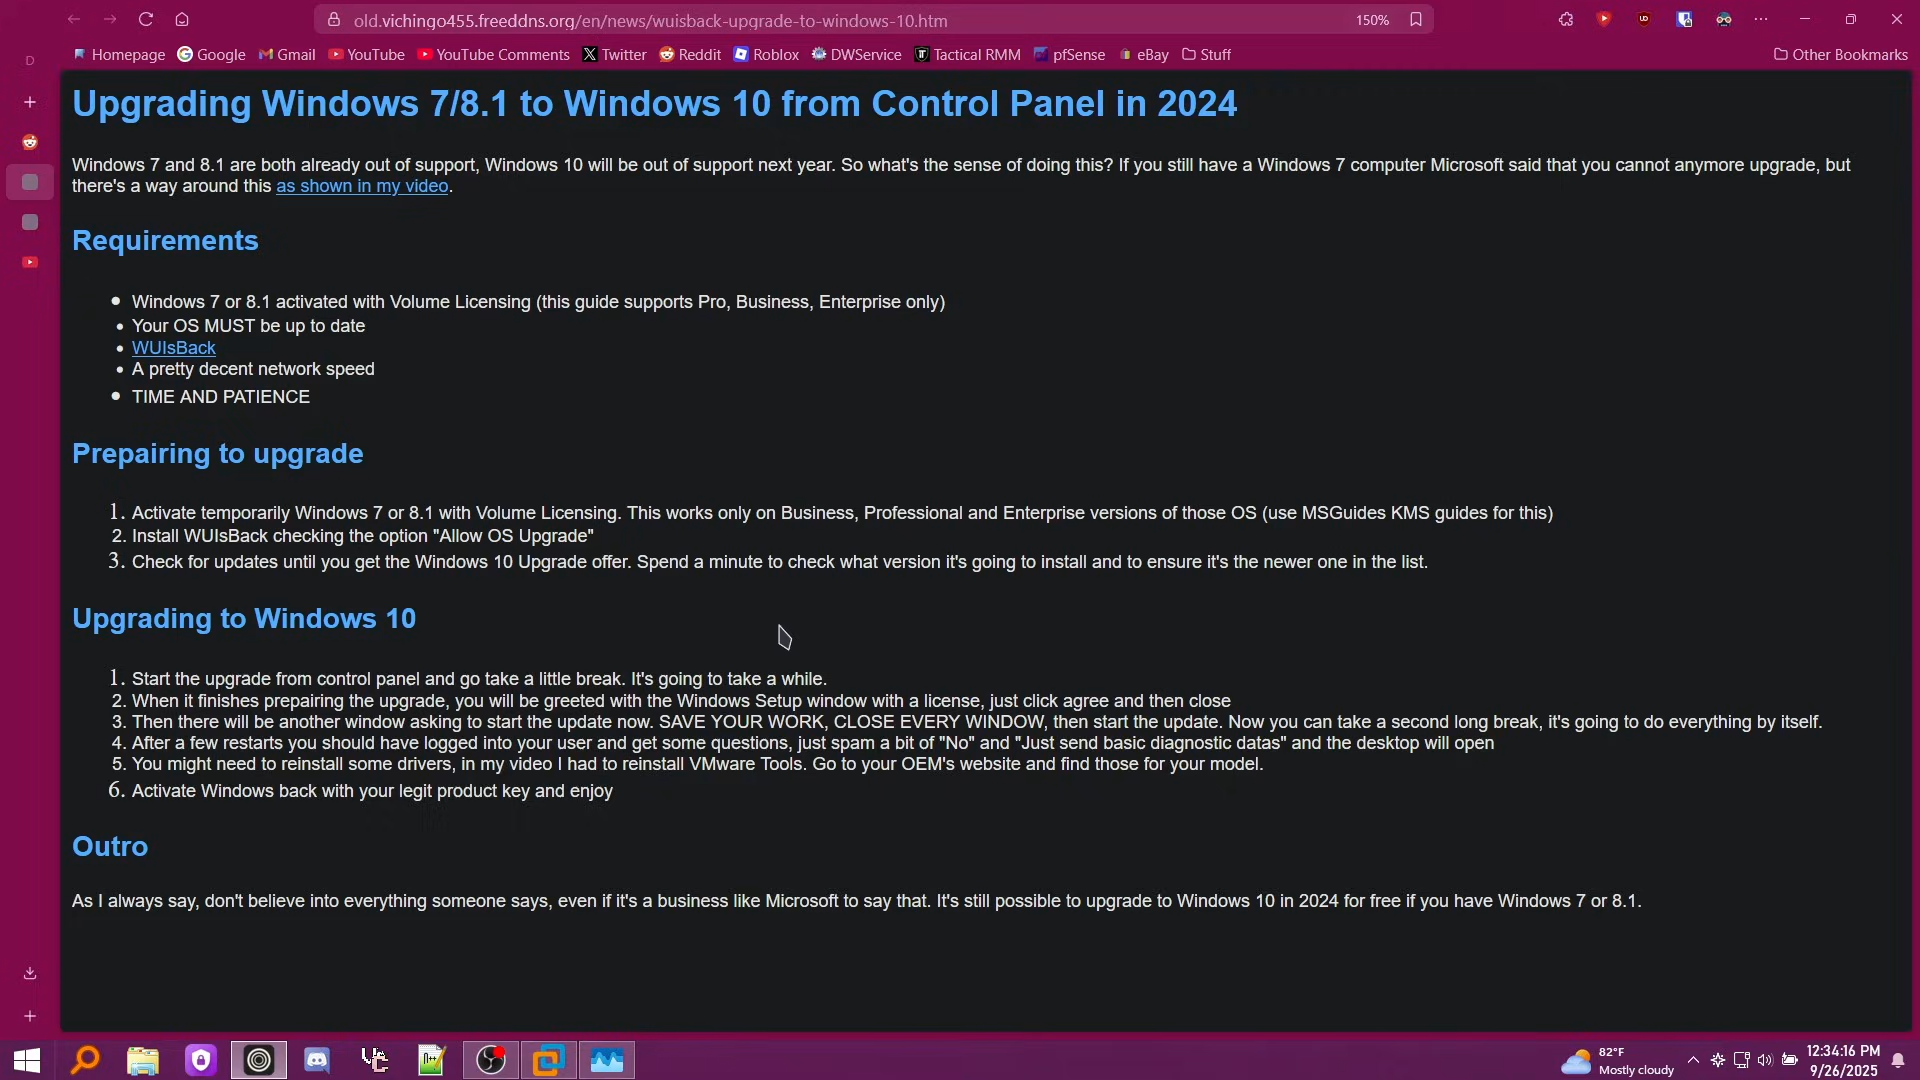 old.vichingo455.freeddns.org/en/news/wuisback-upgrade-to-windows-10.htm
150%
Homepage
Google
Gmail
YouTube
YouTube Comments
Twitter
Reddit
Roblox
DWService
Tactical RMM
pfSense
eBay
Stuff
Other Bookmarks
D
Upgrading Windows 7/8.1 to Windows 10 from Control Panel in 2024
Windows 7 and 8.1 are both already out of support, Windows 10 will be out of support next year. So what's the sense of doing this? If you still have a Windows 7 computer Microsoft said that you cannot anymore upgrade, but
there's a way around this as shown in my video.
Requirements
• Windows 7 or 8.1 activated with Volume Licensing (this guide supports Pro, Business, Enterprise only)
• Your OS MUST be up to date
• WUIsBack
• A pretty decent network speed
• TIME AND PATIENCE
Prepairing to upgrade
1. Activate temporarily Windows 7 or 8.1 with Volume Licensing. This works only on Business, Professional and Enterprise versions of those OS (use MSGuides KMS guides for this)
2. Install WUIsBack checking the option "Allow OS Upgrade"
3. Check for updates until you get the Windows 10 Upgrade offer. Spend a minute to check what version it's going to install and to ensure it's the newer one in the list.
Upgrading to Windows 10
1. Start the upgrade from control panel and go take a little break. It's going to take a while.
2. When it finishes prepairing the upgrade, you will be greeted with the Windows Setup window with a license, just click agree and then close
3. Then there will be another window asking to start the update now. SAVE YOUR WORK, CLOSE EVERY WINDOW, then start the update. Now you can take a second long break, it's going to do everything by itself.
4. After a few restarts you should have logged into your user and get some questions, just spam a bit of "No" and "Just send basic diagnostic datas" and the desktop will open
5. You might need to reinstall some drivers, in my video I had to reinstall VMware Tools. Go to your OEM's website and find those for your model.
6. Activate Windows back with your legit product key and enjoy
Outro
As I always say, don't believe into everything someone says, even if it's a business like Microsoft to say that. It's still possible to upgrade to Windows 10 in 2024 for free if you have Windows 7 or 8.1.
82°F
Mostly cloudy
12:34:16 PM
9/26/2025